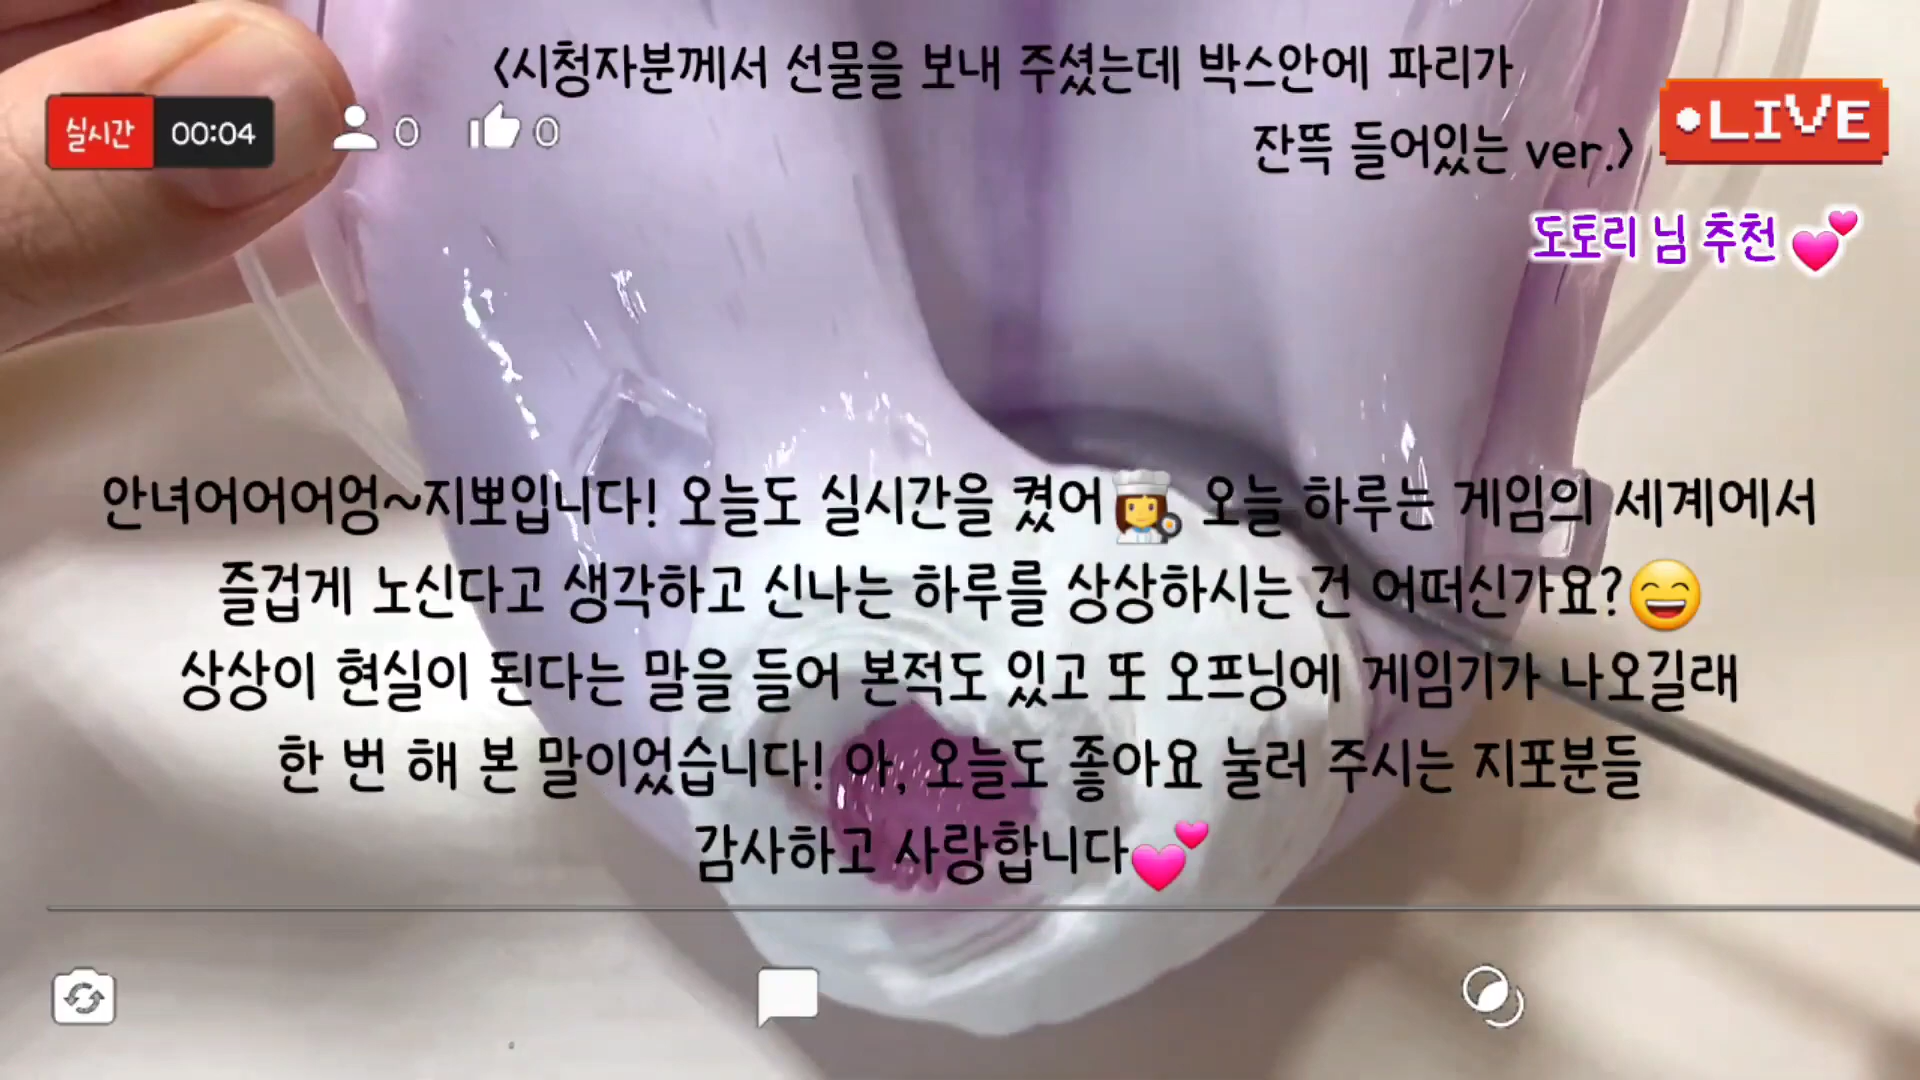 <시청자분께서 선물을 보내 주셨는데 박스안에 파리가
잔뜩 들어있는 ver.>
실시간 00:04 0 0
LIVE
도토리 님 추천 💕
안녀어어어엉~지뽀입니다! 오늘도 실시간을 켰어👩‍🍳 오늘 하루는 게임의 세계에서
즐겁게 노신다고 생각하고 신나는 하루를 상상하시는 건 어떠신가요?😄
상상이 현실이 된다는 말을 들어 본적도 있고 또 오프닝에 게임기가 나오길래
한 번 해 본 말이었습니다! 아, 오늘도 좋아요 눌러 주시는 지포분들
감사하고 사랑합니다💕